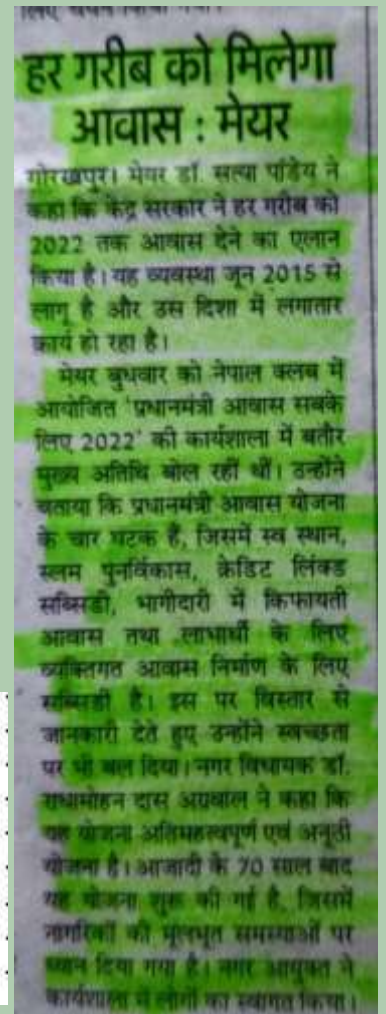 हर गरीब को मिलेगा
आवास : मेयर
गोरखपुर। मेयर डॉ. सत्या पांडेय ने
कहा कि केंद्र सरकार ने हर गरीब को
2022 तक आवास देने का एलान
किया है। यह व्यवस्था जून 2015 से
लागू है और उस दिशा में लगातार
कार्य हो रहा है।
मेयर बुधवार को नेपाल क्लब में
आयोजित 'प्रधानमंत्री आवास सबके
लिए 2022' की कार्यशाला में बतौर
मुख्य अतिथि बोल रहीं थीं। उन्होंने
बताया कि प्रधानमंत्री आवास योजना
के चार घटक हैं, जिसमें स्व स्थान,
स्लम पुनर्विकास, क्रेडिट लिंक्ड
सब्सिडी, भागीदारी में किफायती
आवास तथा लाभार्थी के लिए
व्यक्तिगत आवास निर्माण के लिए
सब्सिडी है। इस पर विस्तार से
जानकारी देते हुए उन्होंने स्वच्छता
पर भी बल दिया। नगर विधायक डॉ.
राधामोहन दास अग्रवाल ने कहा कि
यह योजना अतिमहत्वपूर्ण एवं अनूठी
योजना है। आजादी के 70 साल बाद
यह योजना शुरू की गई है, जिसमें
नागरिकों की मूलभूत समस्याओं पर
ध्यान दिया गया है। नगर आयुक्त ने
कार्यशाला में लोगों का स्वागत किया।